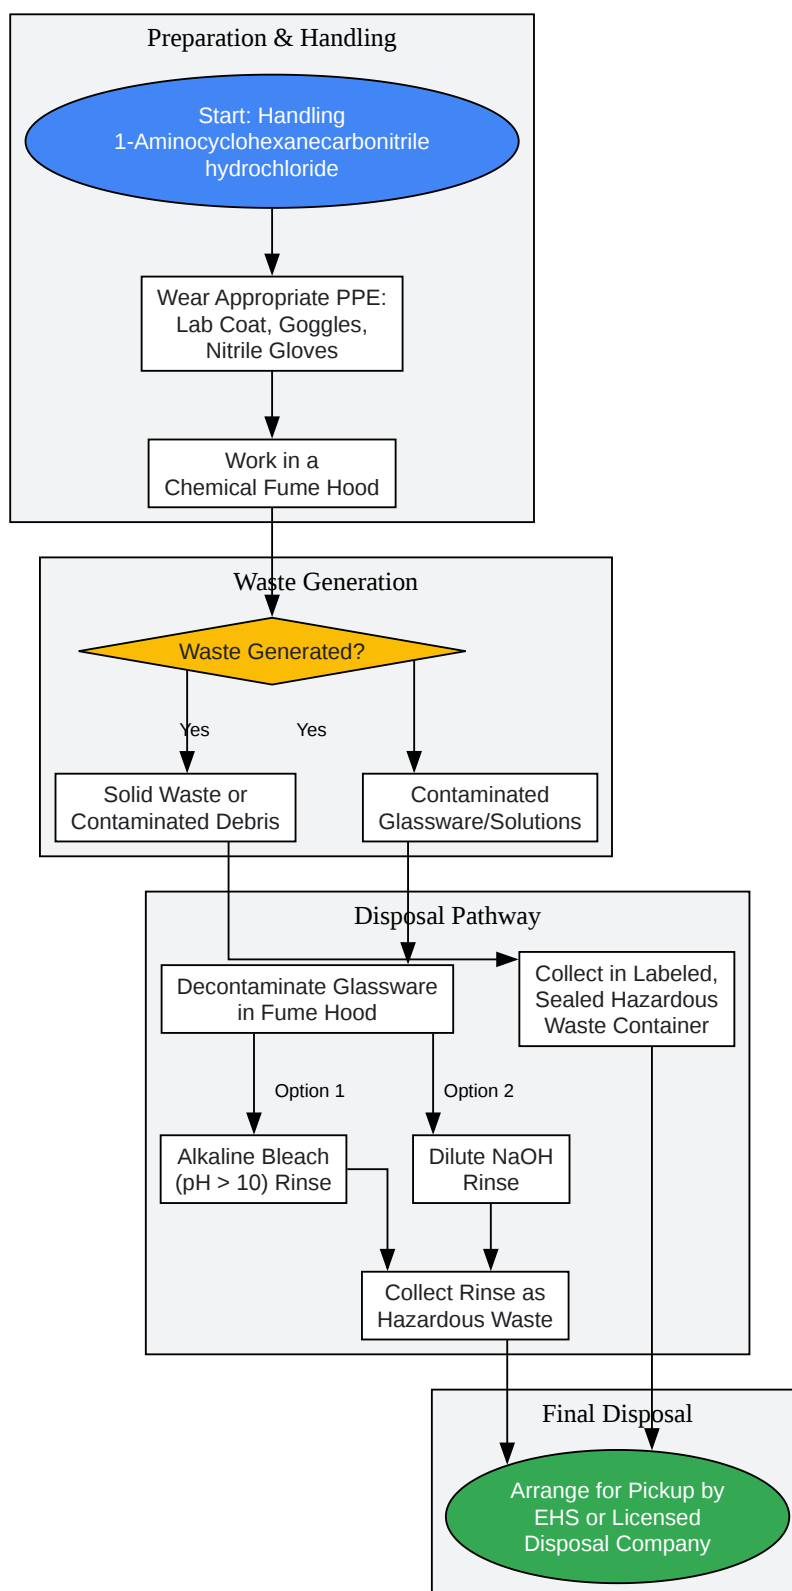 Preparation & Handling
Start: Handling
1-Aminocyclohexanecarbonitrile
hydrochloride
Wear Appropriate PPE:
Lab Coat, Goggles,
Nitrile Gloves
Work in a
Chemical Fume Hood
Waste Generation
Waste Generated?
Yes
Yes
Solid Waste or
Contaminated Debris
Contaminated
Glassware/Solutions
Disposal Pathway
Decontaminate Glassware
in Fume Hood
Collect in Labeled,
Sealed Hazardous
Waste Container
Option 1
Option 2
Alkaline Bleach
(pH > 10) Rinse
Dilute NaOH
Rinse
Collect Rinse as
Hazardous Waste
Final Disposal
Arrange for Pickup by
EHS or Licensed
Disposal Company